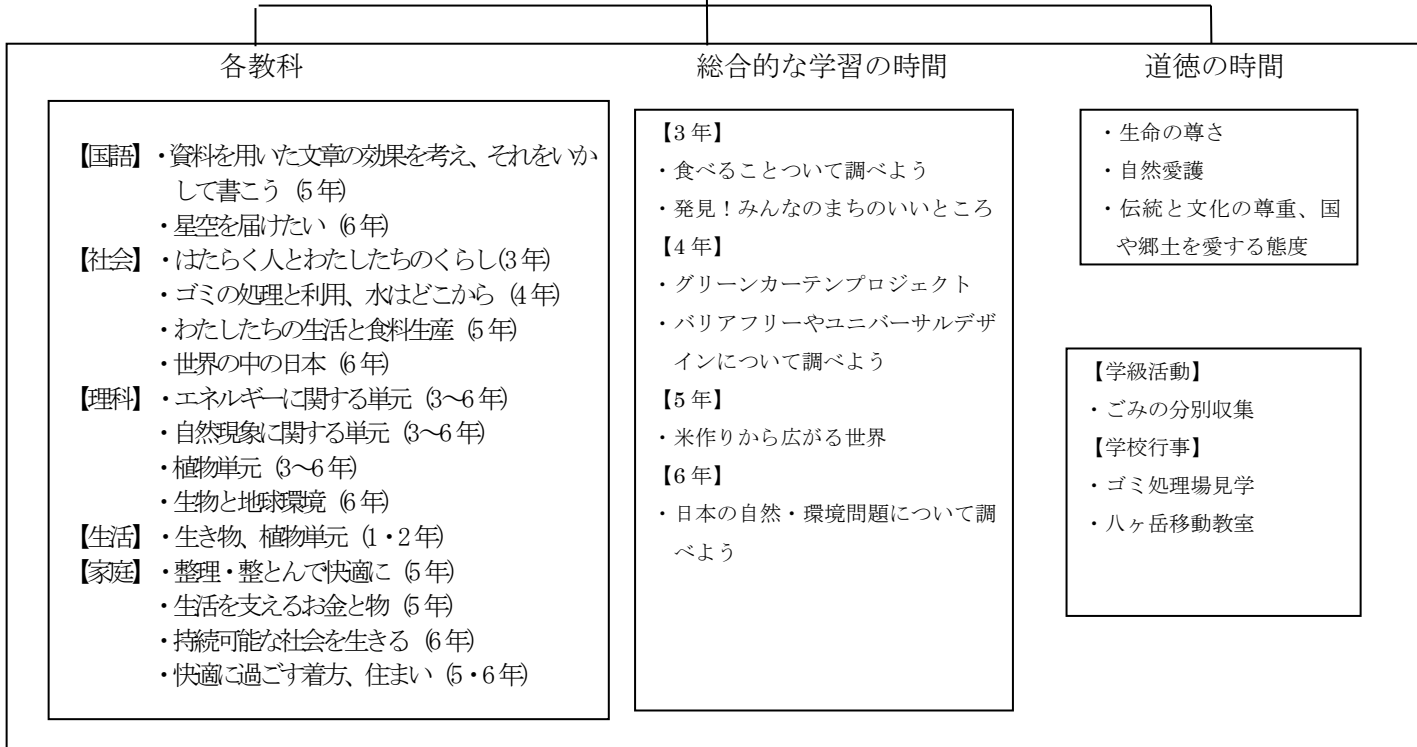 各教科
【国語】・資料を用いた文章の効果を考え、それをいか
して書こう (5年)
・星空を届けたい (6年)
【社会】・はたらく人とわたしたちのくらし(3年)
・ゴミの処理と利用、水はどこから (4年)
・わたしたちの生活と食料生産 (5年)
・世界の中の日本 (6年)
【理科】・エネルギーに関する単元 (3～6年)
・自然現象に関する単元 (3～6年)
・植物単元 (3～6年)
・生物と地球環境 (6年)
【生活】・生き物、植物単元 (1・2年)
【家庭】・整理・整とんで快適に (5年)
・生活を支えるお金と物 (5年)
・持続可能な社会を生きる (6年)
・快適に過ごす着方、住まい (5・6年)
総合的な学習の時間
【3年】
・食べることついて調べよう
・発見！みんなのまちのいいところ
【4年】
・グリーンカーテンプロジェクト
・バリアフリーやユニバーサルデザ
インについて調べよう
【5年】
・米作りから広がる世界
【6年】
・日本の自然・環境問題について調
べよう
道徳の時間
・生命の尊さ
・自然愛護
・伝統と文化の尊重、国
や郷土を愛する態度
【学級活動】
・ごみの分別収集
【学校行事】
・ゴミ処理場見学
・八ヶ岳移動教室